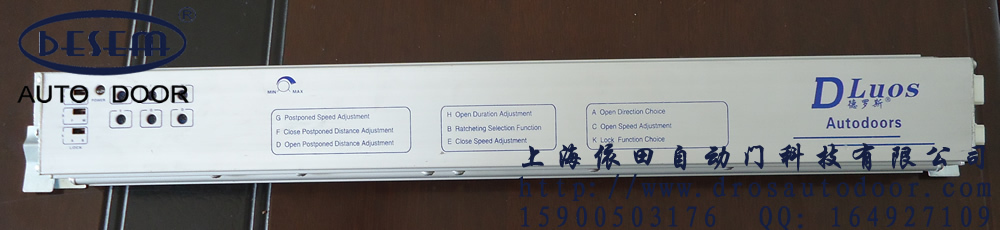 DESEM ®
AUTO DOOR
POWER
MIN MAX
G Postponed Speed Adjustment
F Close Postponed Distance Adjustment
D Open Postponed Distance Adjustment
H Open Duration Adjustment
B Ratcheting Selection Function
E Close Speed Adjustment
A Open Direction Choice
C Open Speed Adjustment
K Lock Function Choice
DLuos
德罗斯®
Autodoors
上海依田自动门科技有限公司
http://www.drosautodoor.com
15900503176 QQ: 164927109